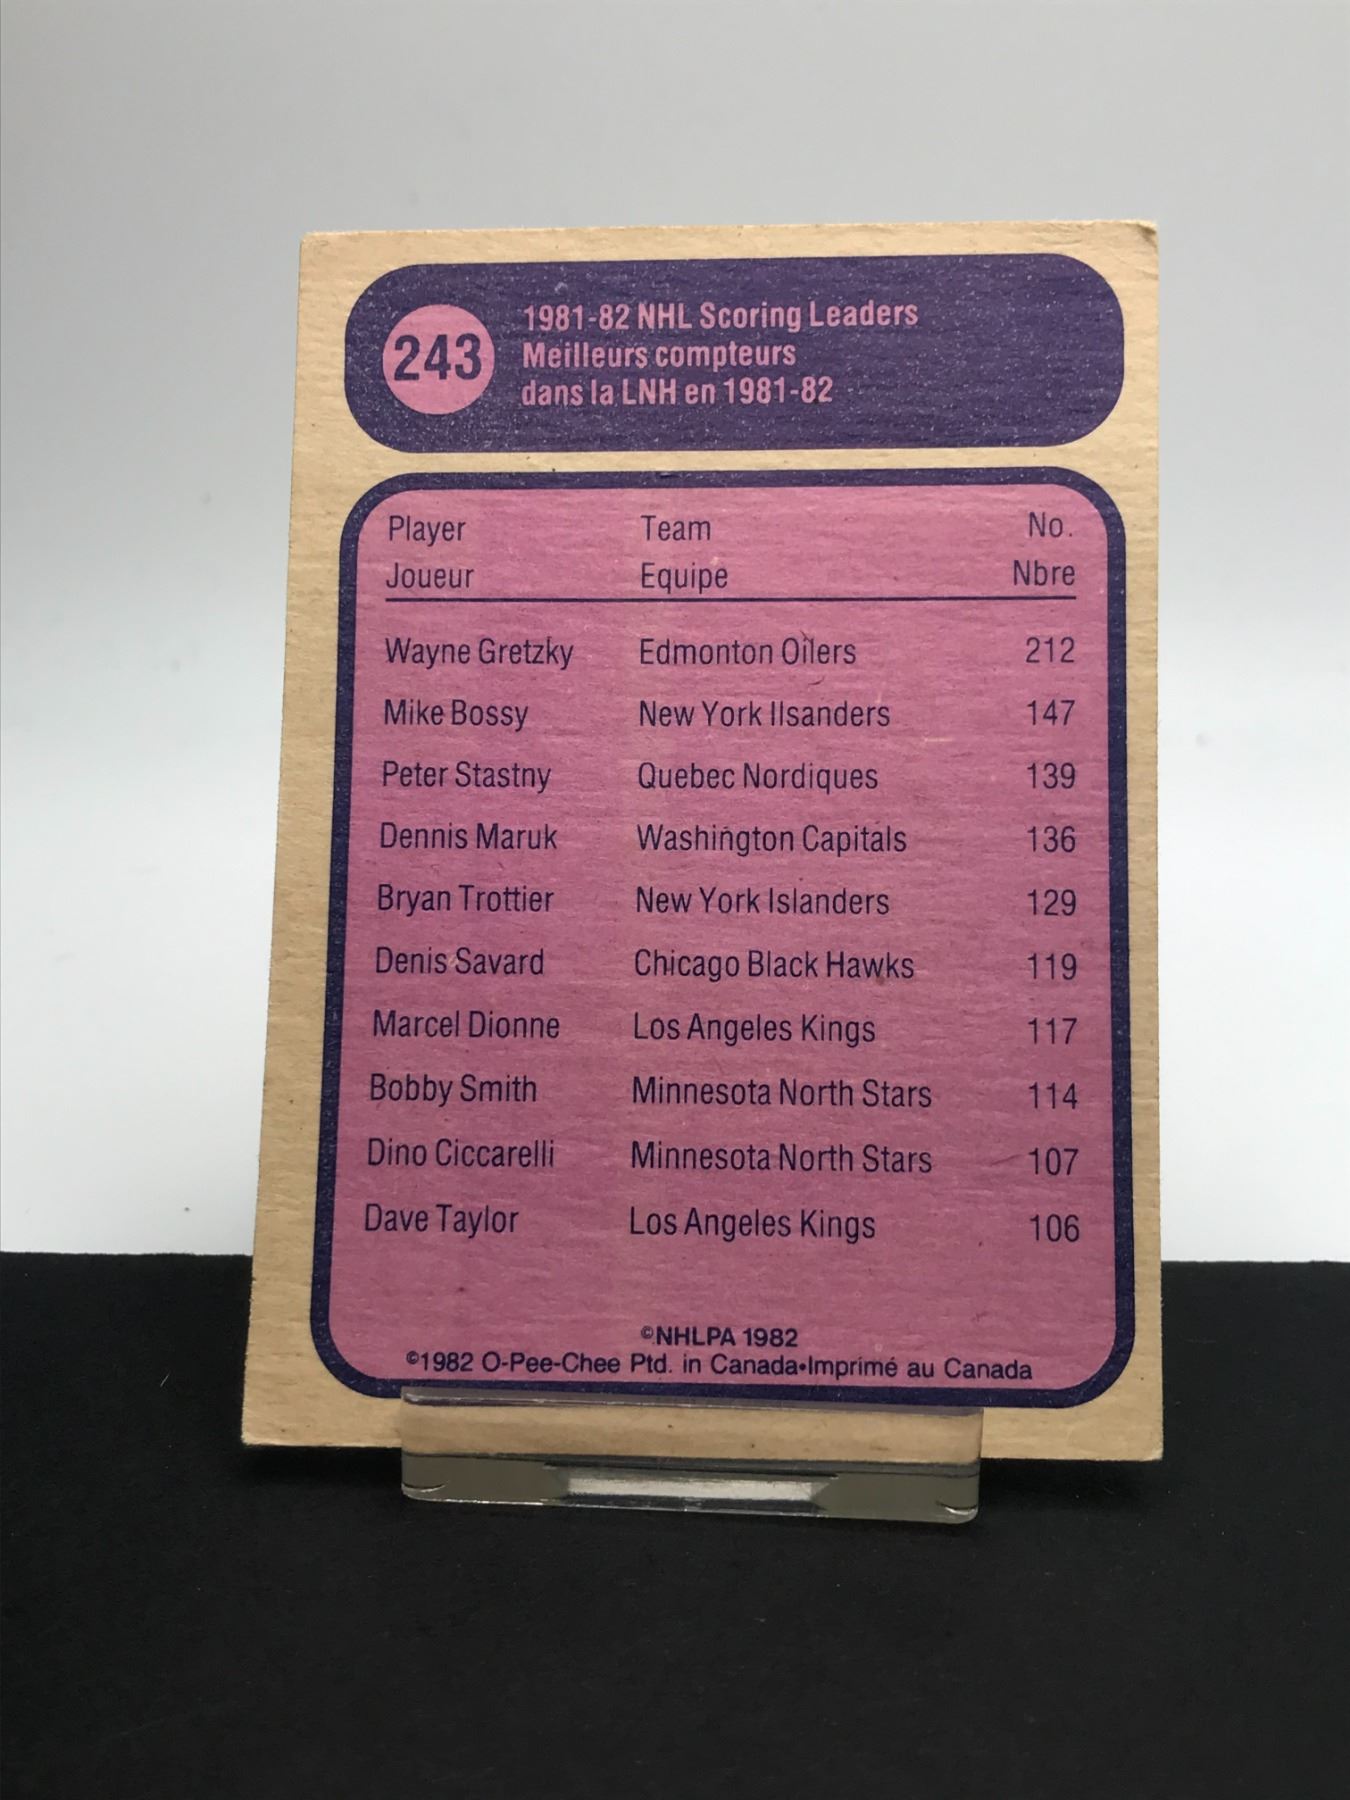 243
1981-82 NHL Scoring Leaders
Meilleurs compteurs
dans la LNH en 1981-82
Player Team No.
Joueur Equipe Nbre
Wayne Gretzky Edmonton Oilers 212
Mike Bossy New York Ilsanders 147
Peter Stastny Quebec Nordiques 139
Dennis Maruk Washington Capitals 136
Bryan Trottier New York Islanders 129
Denis Savard Chicago Black Hawks 119
Marcel Dionne Los Angeles Kings 117
Bobby Smith Minnesota North Stars 114
Dino Ciccarelli Minnesota North Stars 107
Dave Taylor Los Angeles Kings 106
©NHLPA 1982
©1982 O-Pee-Chee Ptd. in Canada•Imprimé au Canada